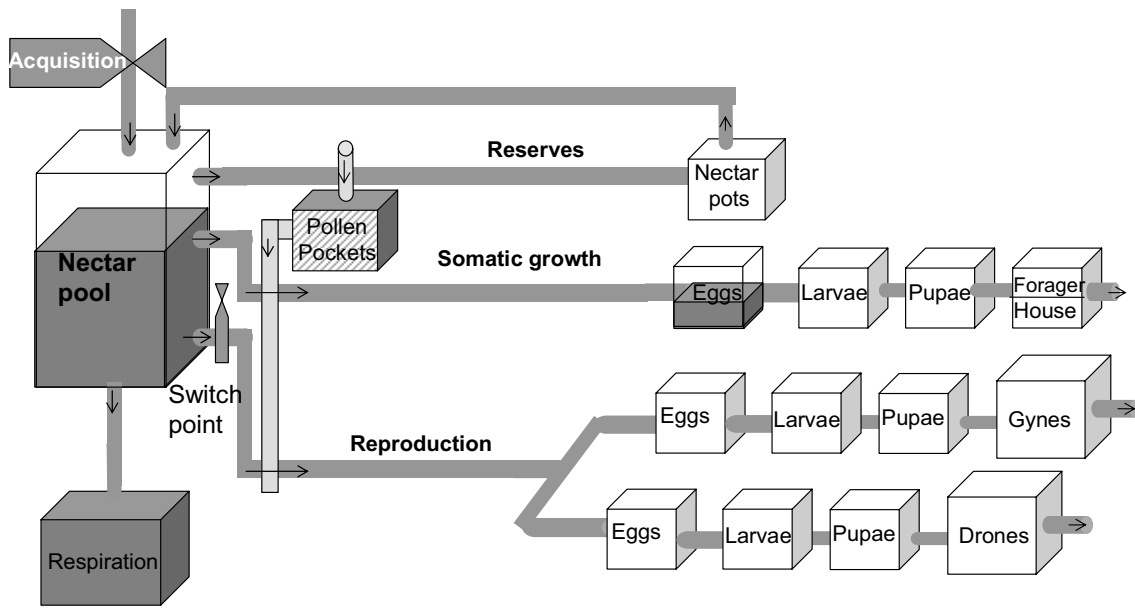 Acquisition
Reserves
Nectar
pots
Pollen
Pockets
Nectar
pool
Somatic growth
Eggs
Larvae
Pupae
Forager
House
Switch
point
Eggs
Larvae
Pupae
Gynes
Reproduction
Eggs
Larvae
Pupae
Drones
Respiration